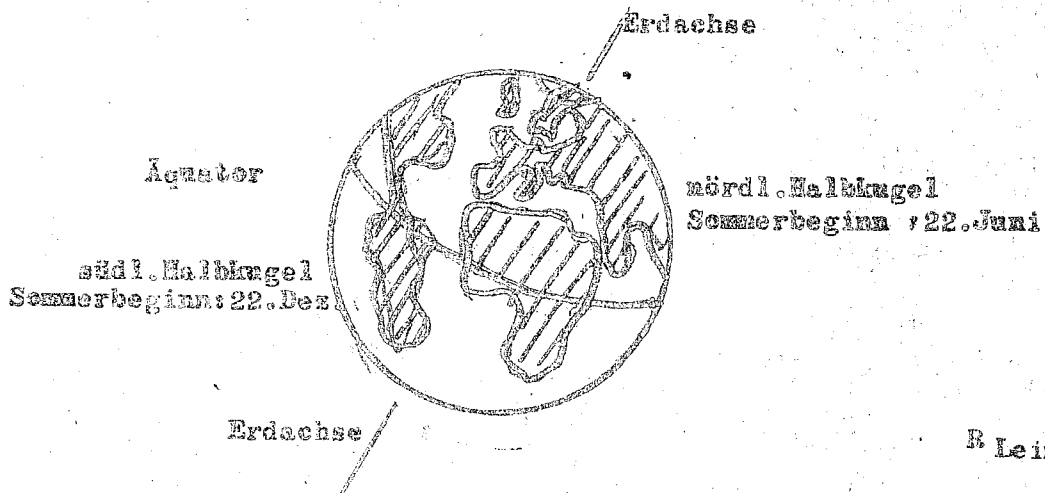 Erdachse
Äquator
nördl.Halbkugel
Sommerbeginn :22.Juni
südl.Halbkugel
Sommerbeginn:22.Dez
Erdachse
R